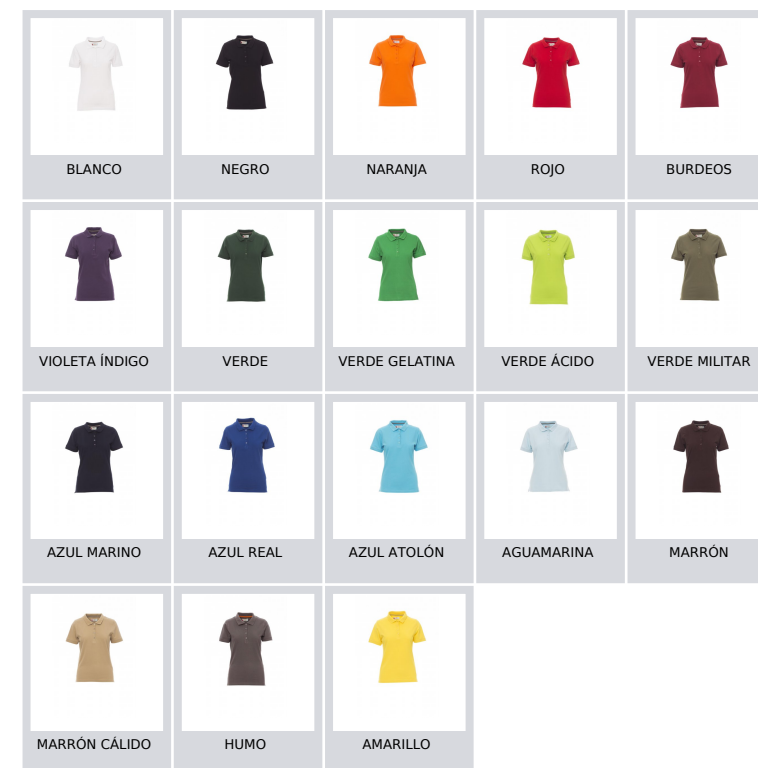 BLANCO
NEGRO
NARANJA
ROJO
BURDEOS
VIOLETA ÍNDIGO
VERDE
VERDE GELATINA
VERDE ÁCIDO
VERDE MILITAR
AZUL MARINO
AZUL REAL
AZUL ATOLÓN
AGUAMARINA
MARRÓN
MARRÓN CÁLIDO
HUMO
AMARILLO